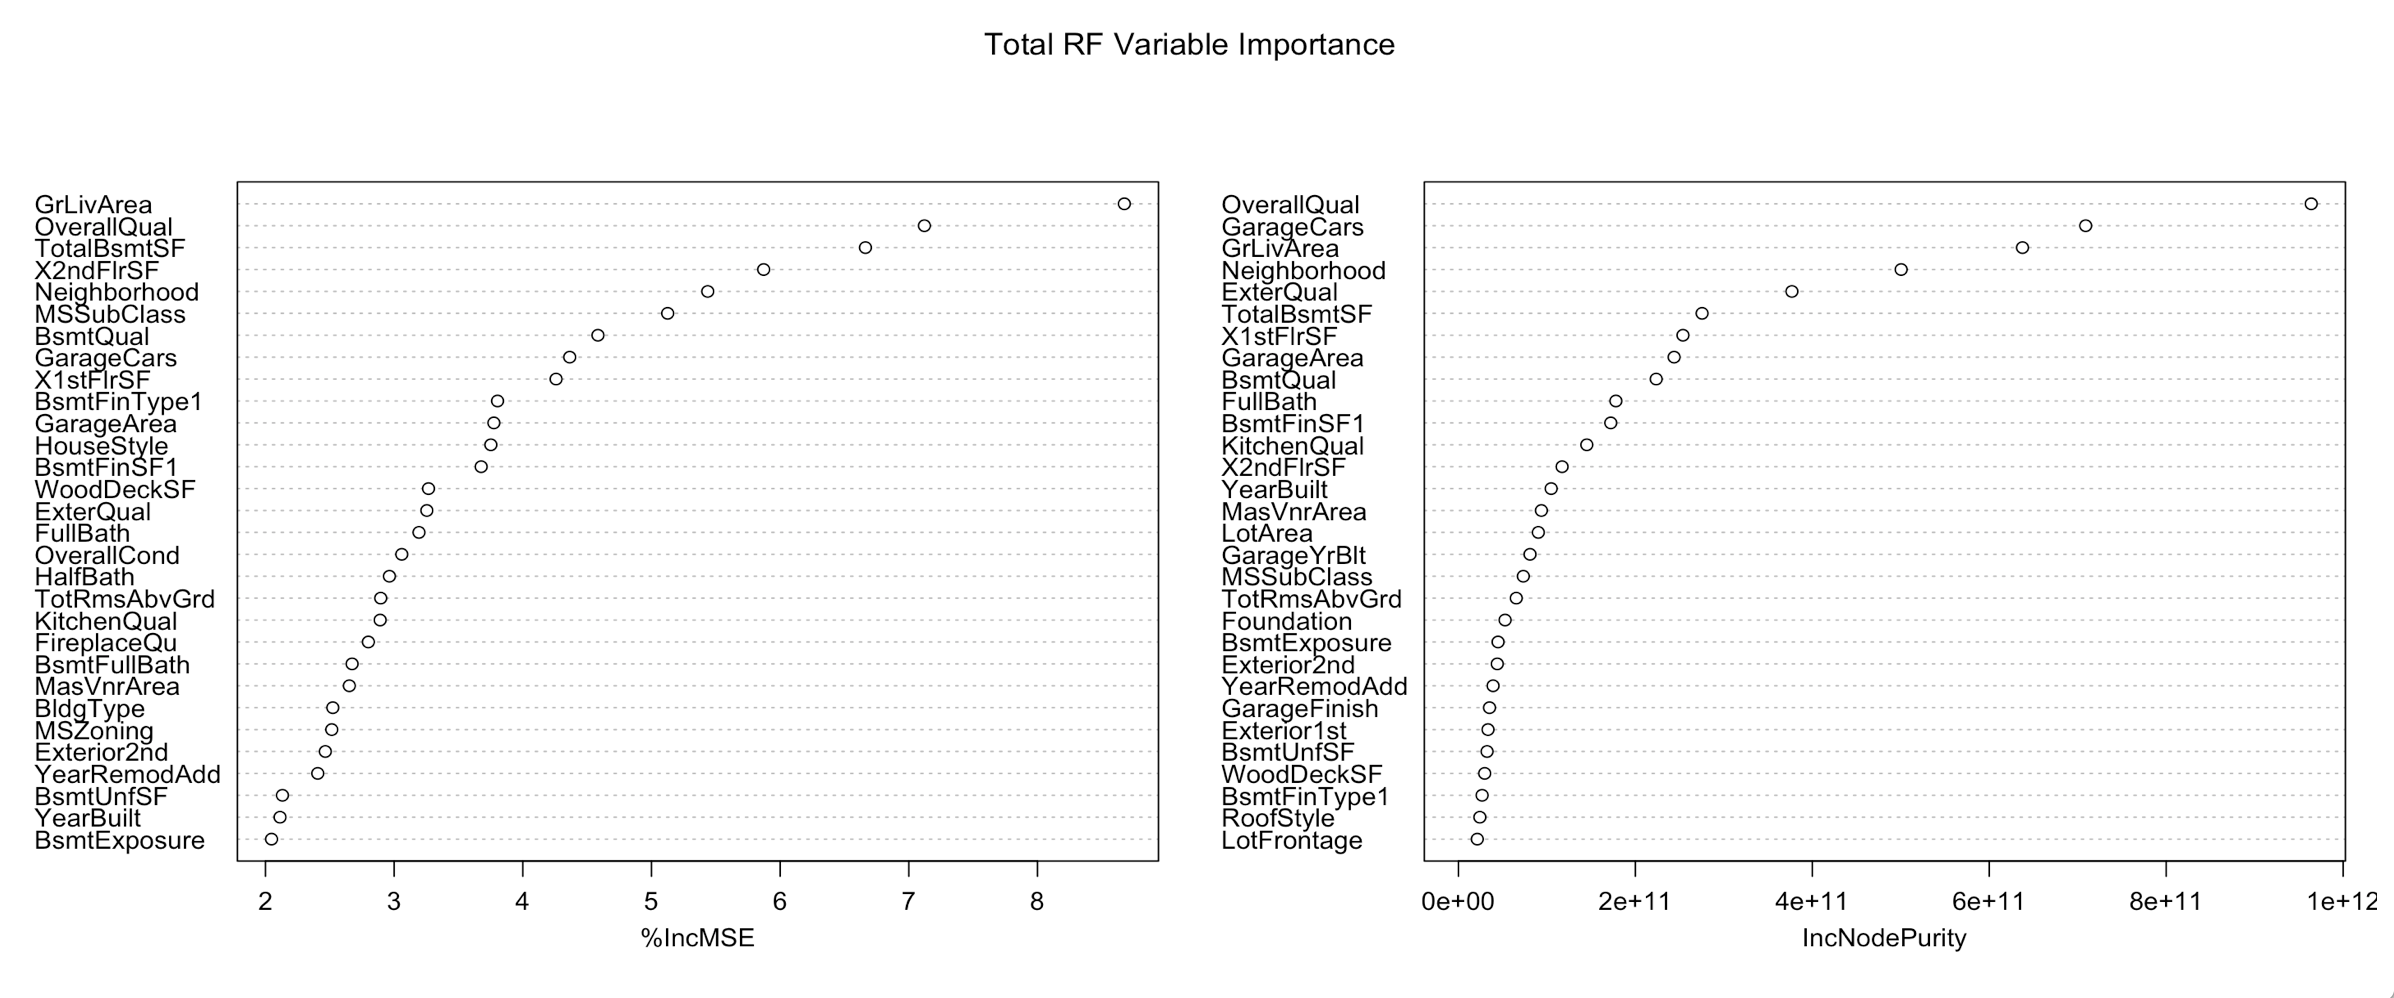 Total RF Variable Importance
GrLivArea
OverallQual
TotalBsmtSF
X2ndFlrSF
Neighborhood
MSSubClass
BsmtQual
GarageCars
X1stFlrSF
BsmtFinType1
GarageArea
HouseStyle
BsmtFinSF1
WoodDeckSF
ExterQual
FullBath
OverallCond
HalfBath
TotRmsAbvGrd
KitchenQual
FireplaceQu
BsmtFullBath
MasVnrArea
BldgType
MSZoning
Exterior2nd
YearRemodAdd
BsmtUnfSF
YearBuilt
BsmtExposure
2 3 4 5 6 7 8
%IncMSE
OverallQual
GarageCars
GrLivArea
Neighborhood
ExterQual
TotalBsmtSF
X1stFlrSF
GarageArea
BsmtQual
FullBath
BsmtFinSF1
KitchenQual
X2ndFlrSF
YearBuilt
MasVnrArea
LotArea
GarageYrBlt
MSSubClass
TotRmsAbvGrd
Foundation
BsmtExposure
Exterior2nd
YearRemodAdd
GarageFinish
Exterior1st
BsmtUnfSF
WoodDeckSF
BsmtFinType1
RoofStyle
LotFrontage
0e+00 2e+11 4e+11 6e+11 8e+11 1e+12
IncNodePurity